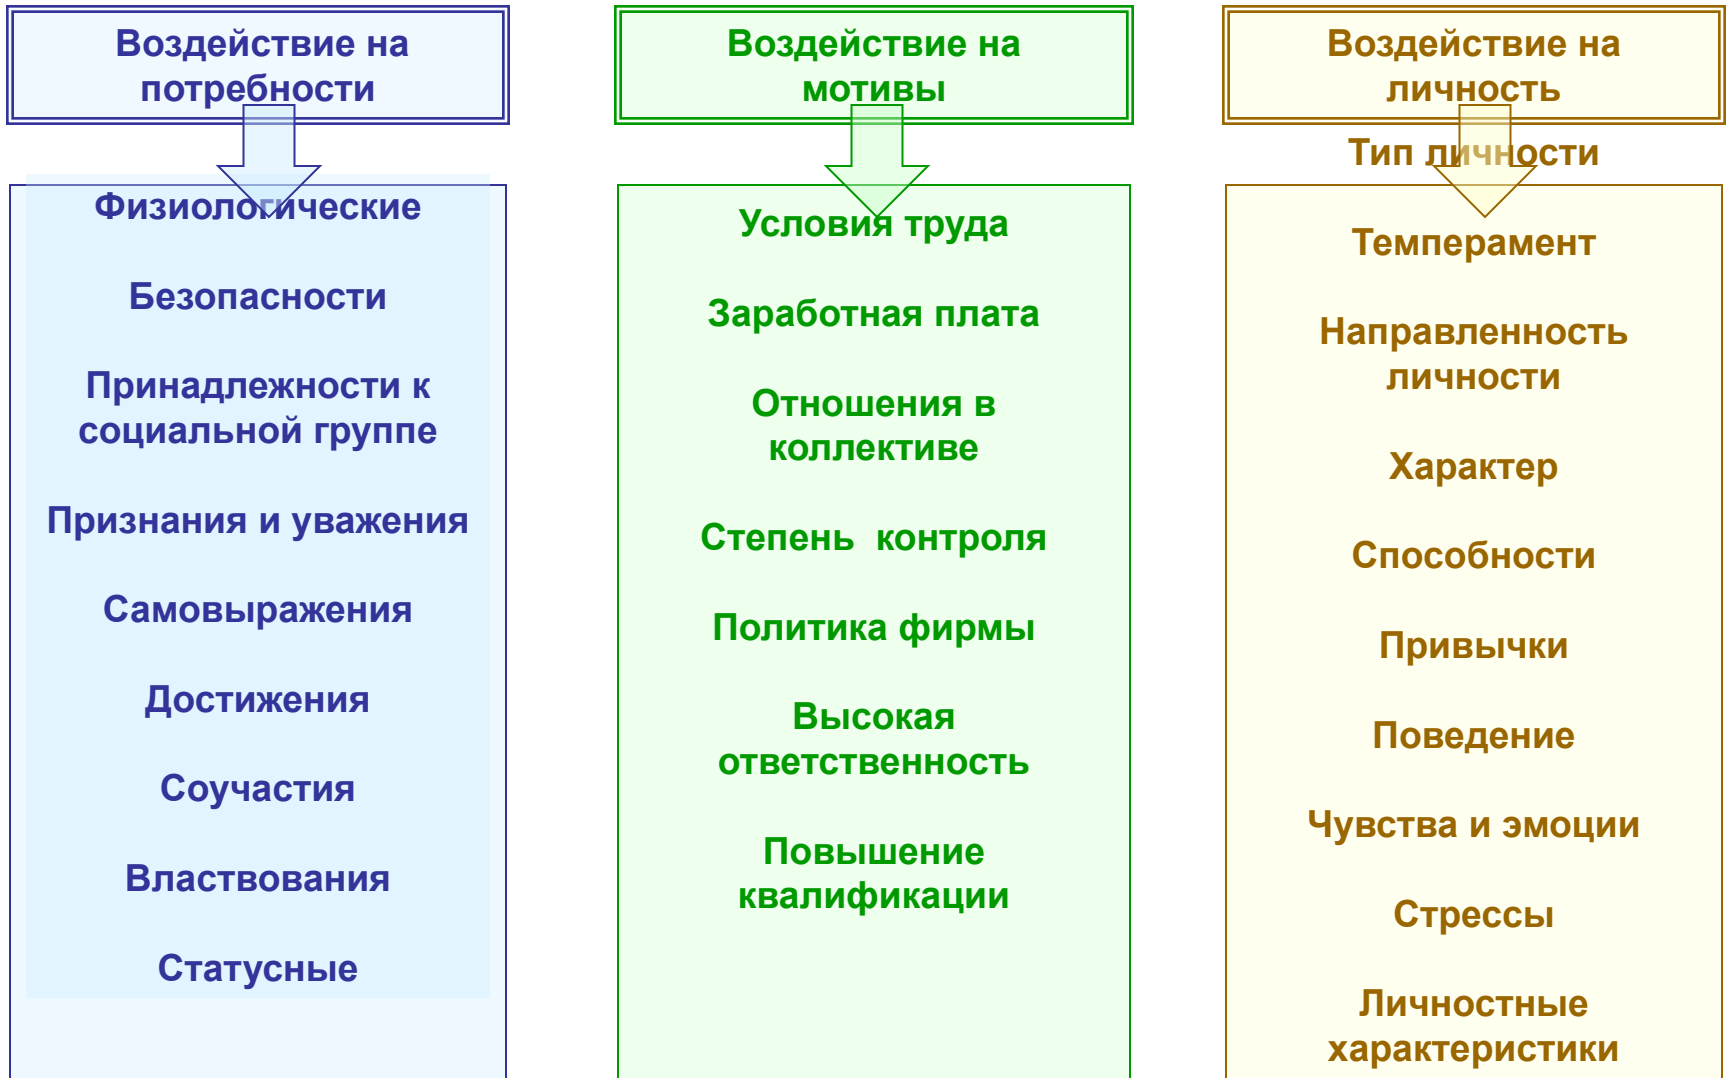 Воздействие на
потребности
Физиологические
Безопасности
Принадлежности к
социальной группе
Признания и уважения
Самовыражения
Достижения
Соучастия
Властвования
Статусные
Воздействие на
мотивы
Условия труда
Заработная плата
Отношения в
коллективе
Степень  контроля
Политика фирмы
Высокая
ответственность
Повышение
квалификации
Воздействие на
личность
Тип личности
Темперамент
Направленность
личности
Характер
Способности
Привычки
Поведение
Чувства и эмоции
Стрессы
Личностные
характеристики